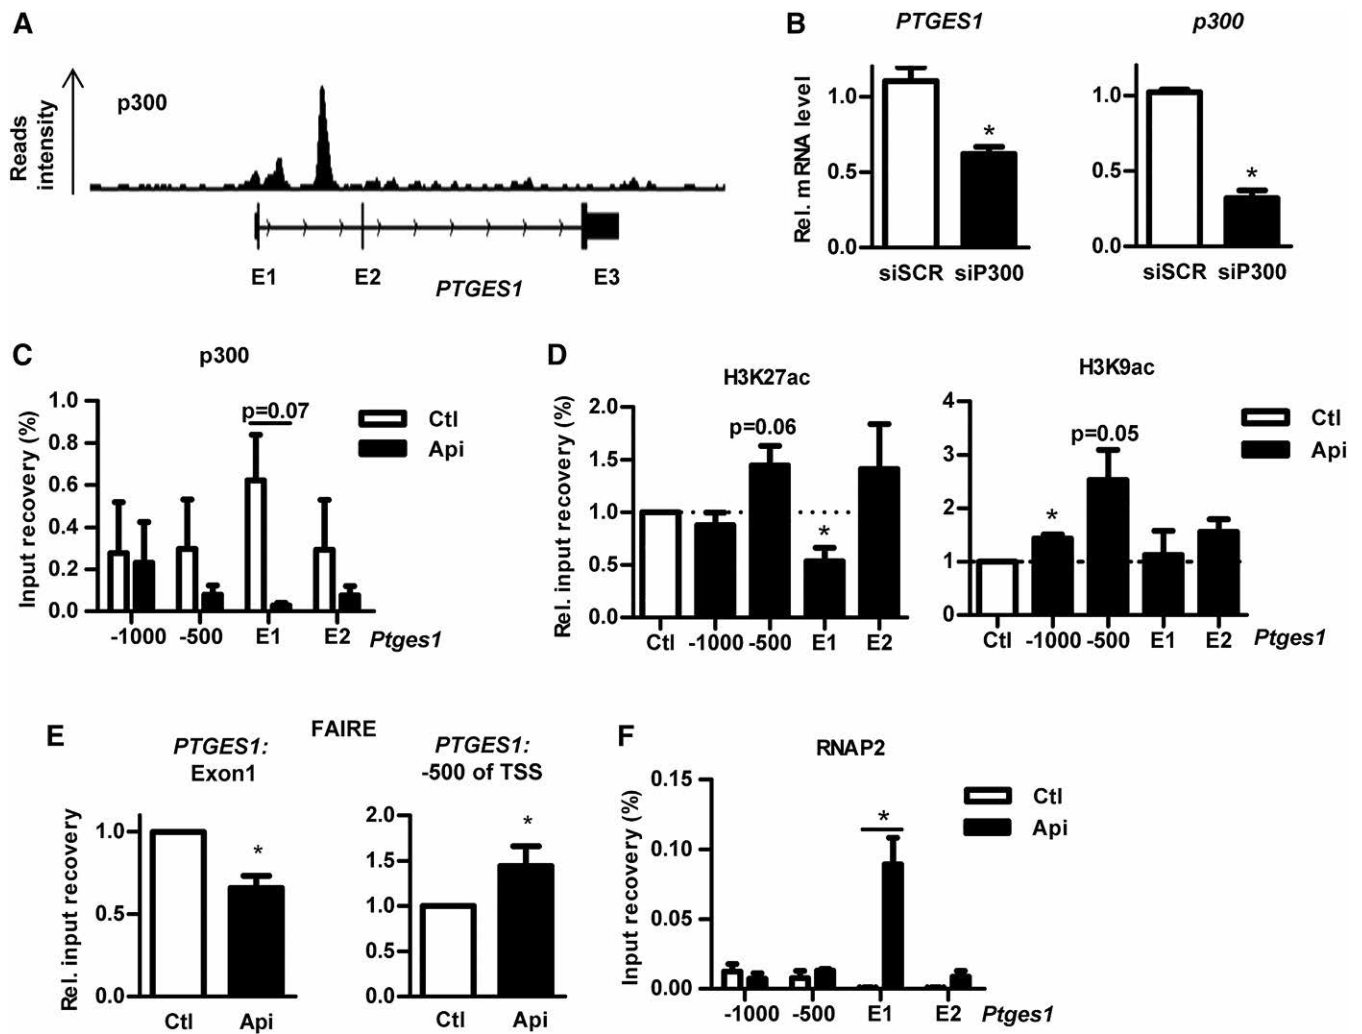 A
p300
Reads
intensity
E1 E2 PTGES1 E3
B
PTGES1 p300
Rel. mRNA level
1.0
0.5
0.0
*
siSCR siP300
1.0
0.5
0.0
*
siSCR siP300
C
p300
Input recovery (%)
1.0
0.8
0.6
0.4
0.2
0.0
p=0.07
Ctl
Api
-1000 -500 E1 E2 Ptges1
D
H3K27ac
Rel. input recovery (%)
2.0
1.5
1.0
0.5
0.0
p=0.06
*
Ctl -1000 -500 E1 E2
H3K9ac
4
3
2
1
0
*
p=0.05
Ctl
Api
Ctl -1000 -500 E1 E2 Ptges1
E
FAIRE
PTGES1:
Exon1
Rel. input recovery
1.0
0.5
0.0
*
Ctl Api
PTGES1:
-500 of TSS
2.0
1.5
1.0
0.5
0.0
*
Ctl Api
F
RNAP2
Input recovery (%)
0.15
0.10
0.05
0.00
*
Ctl
Api
-1000 -500 E1 E2 Ptges1